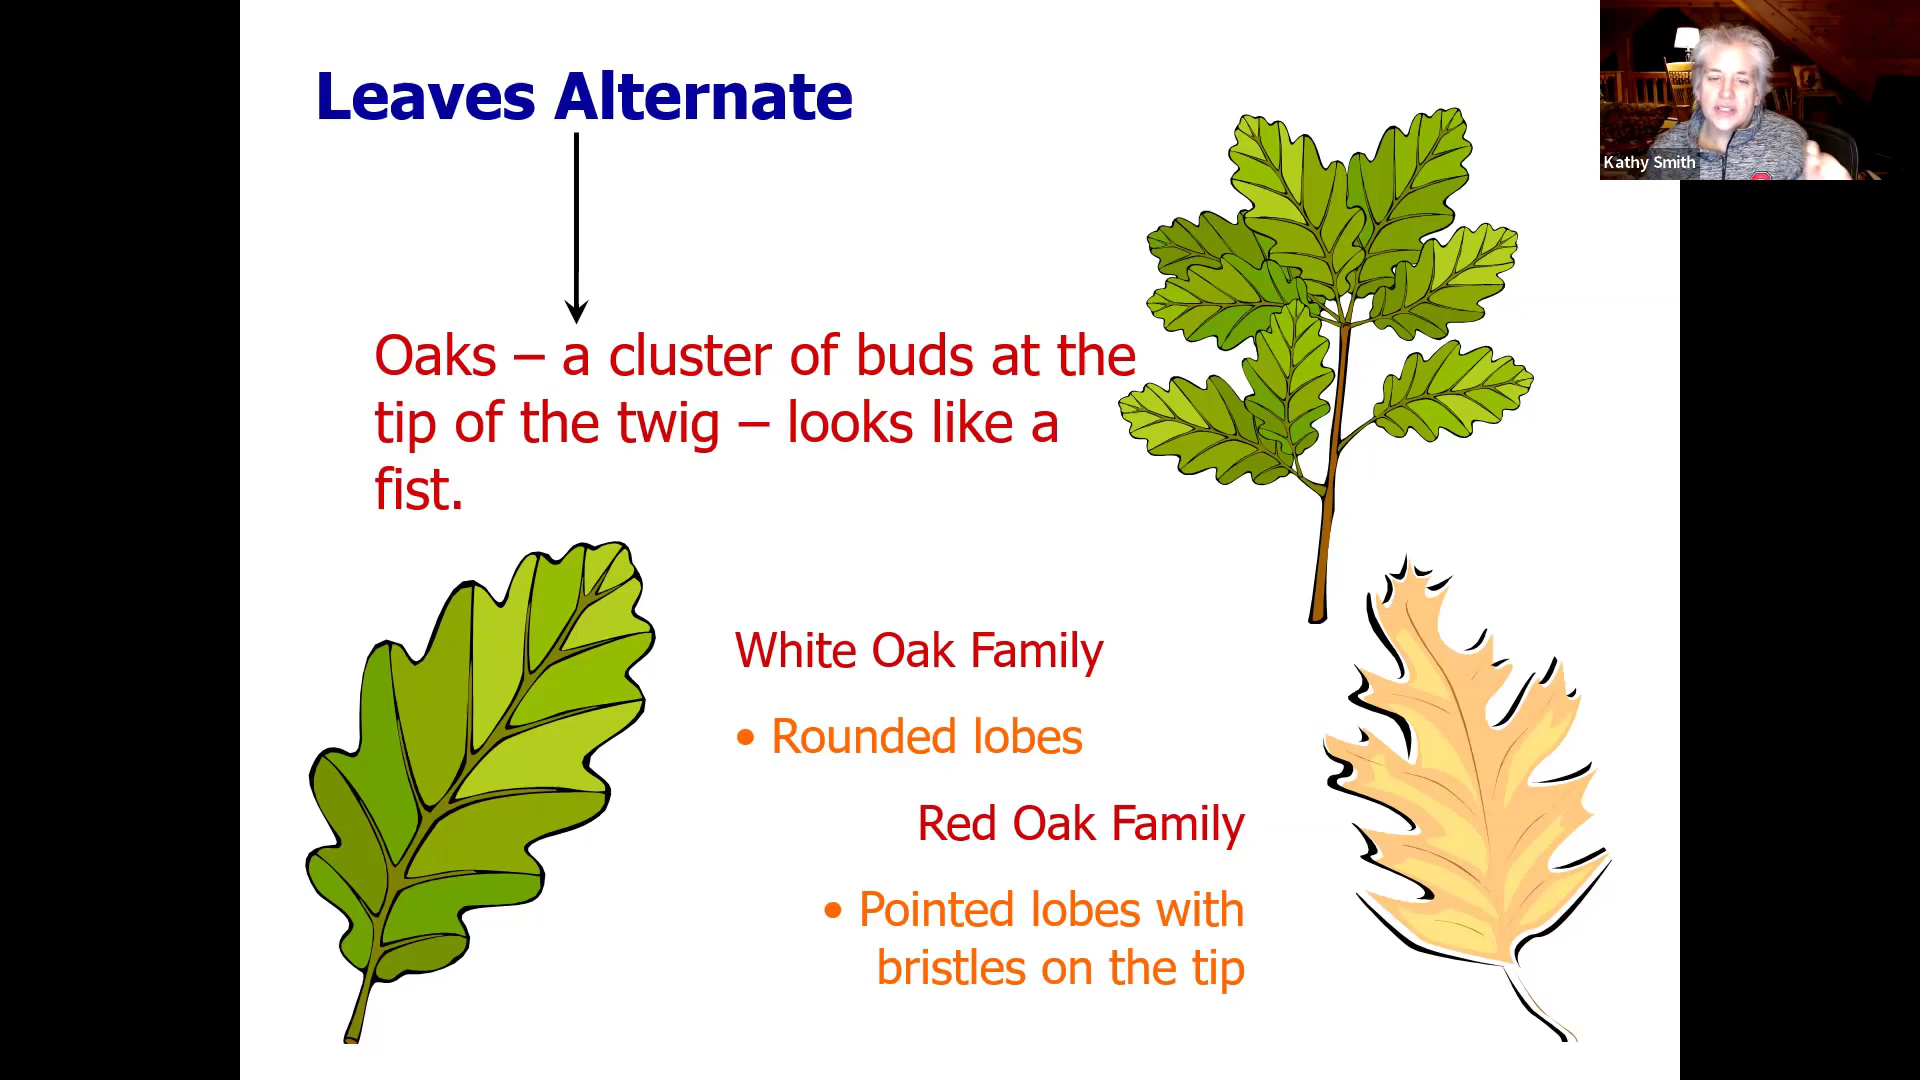 Leaves Alternate
Kathy Smith
Oaks – a cluster of buds at the
tip of the twig – looks like a
fist.
White Oak Family
• Rounded lobes
Red Oak Family
• Pointed lobes with
bristles on the tip